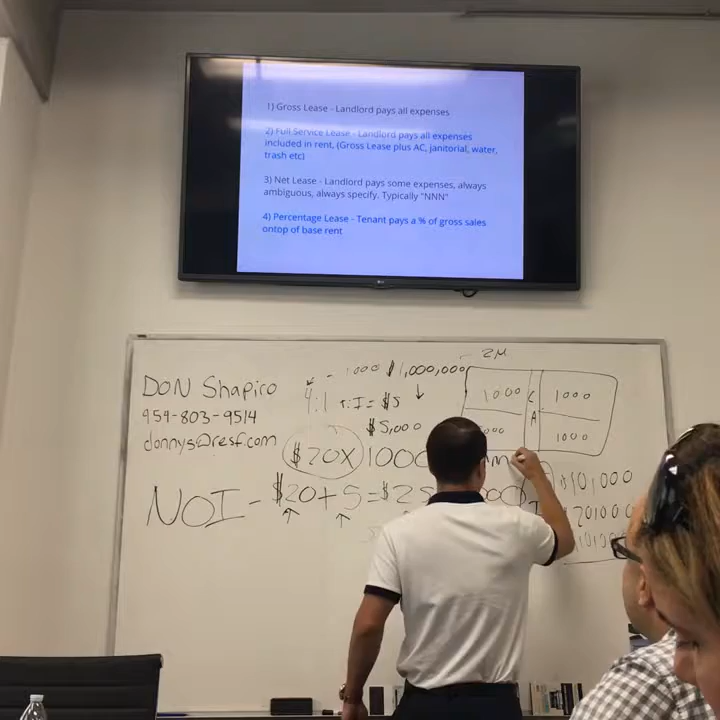 1) Gross Lease - Landlord pays all expenses
2) Full Service Lease - Landlord pays all expenses
included in rent, (Gross Lease plus AC, janitorial, water,
trash etc)
3) Net Lease - Landlord pays some expenses, always
ambiguous, always specify. Typically "NNN"
4) Percentage Lease - Tenant pays a % of gross sales
ontop of base rent
LG
DON Shapiro
954-803-9514
donnys@resf.com
1000 $1,000,000
2M
= $5
$5,000
1000 C 1000
A
1000
$20X 1000
NOI - $20+5=$25